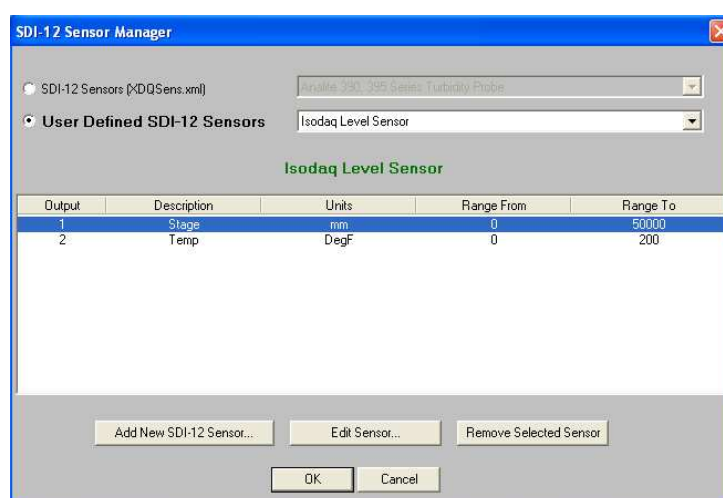 SDI-12 Sensor Manager
SDI-12 Sensors (XDQSens.xml) Analite 390, 395 Series Turbidity Probe
User Defined SDI-12 Sensors Isodaq Level Sensor
Isodaq Level Sensor
Output Description Units Range From Range To
1 Stage mm 0 50000
2 Temp DegF 0 200
Add New SDI-12 Sensor... Edit Sensor... Remove Selected Sensor
OK Cancel